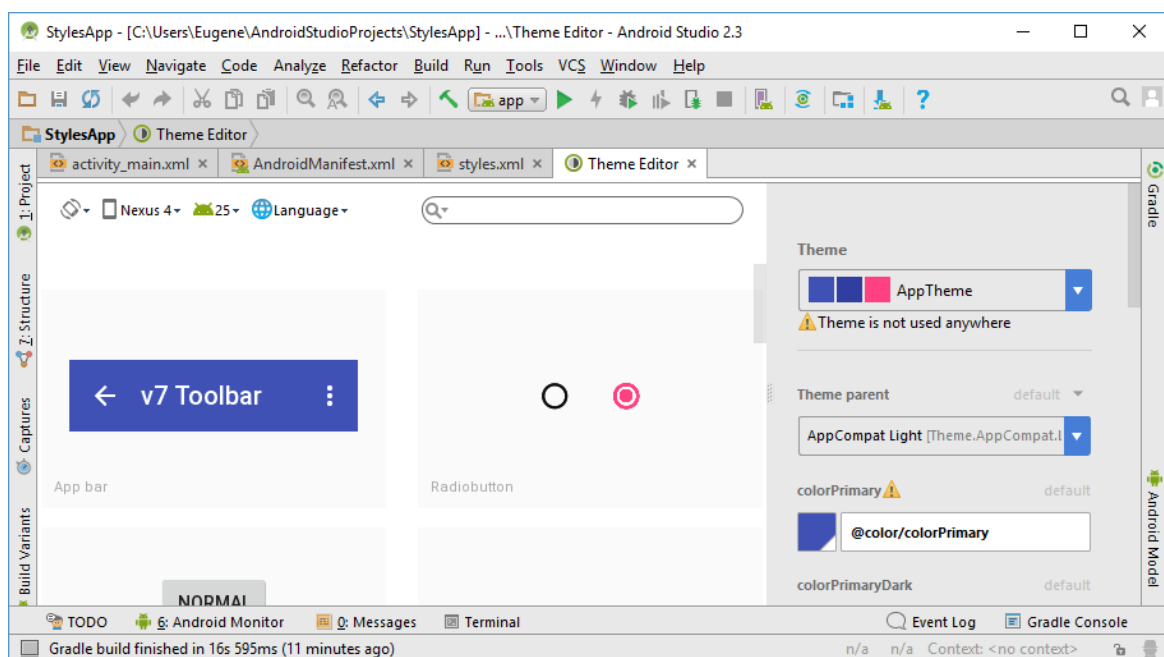 StylesApp - [C:\Users\Eugene\AndroidStudioProjects\StylesApp] - ...\Theme Editor - Android Studio 2.3
File Edit View Navigate Code Analyze Refactor Build Run Tools VCS Window Help
app
StylesApp Theme Editor
activity_main.xml AndroidManifest.xml styles.xml Theme Editor
1: Project
7: Structure
Captures
Build Variants
Nexus 4 25 Language
v7 Toolbar
App bar
Radiobutton
NORMAL
Theme
AppTheme
Theme is not used anywhere
Theme parent default
AppCompat Light [Theme.AppCompat.L
colorPrimary default
@color/colorPrimary
colorPrimaryDark default
Gradle
Android Model
TODO 6: Android Monitor 0: Messages Terminal Event Log Gradle Console
Gradle build finished in 16s 595ms (11 minutes ago) n/a n/a Context: <no context>